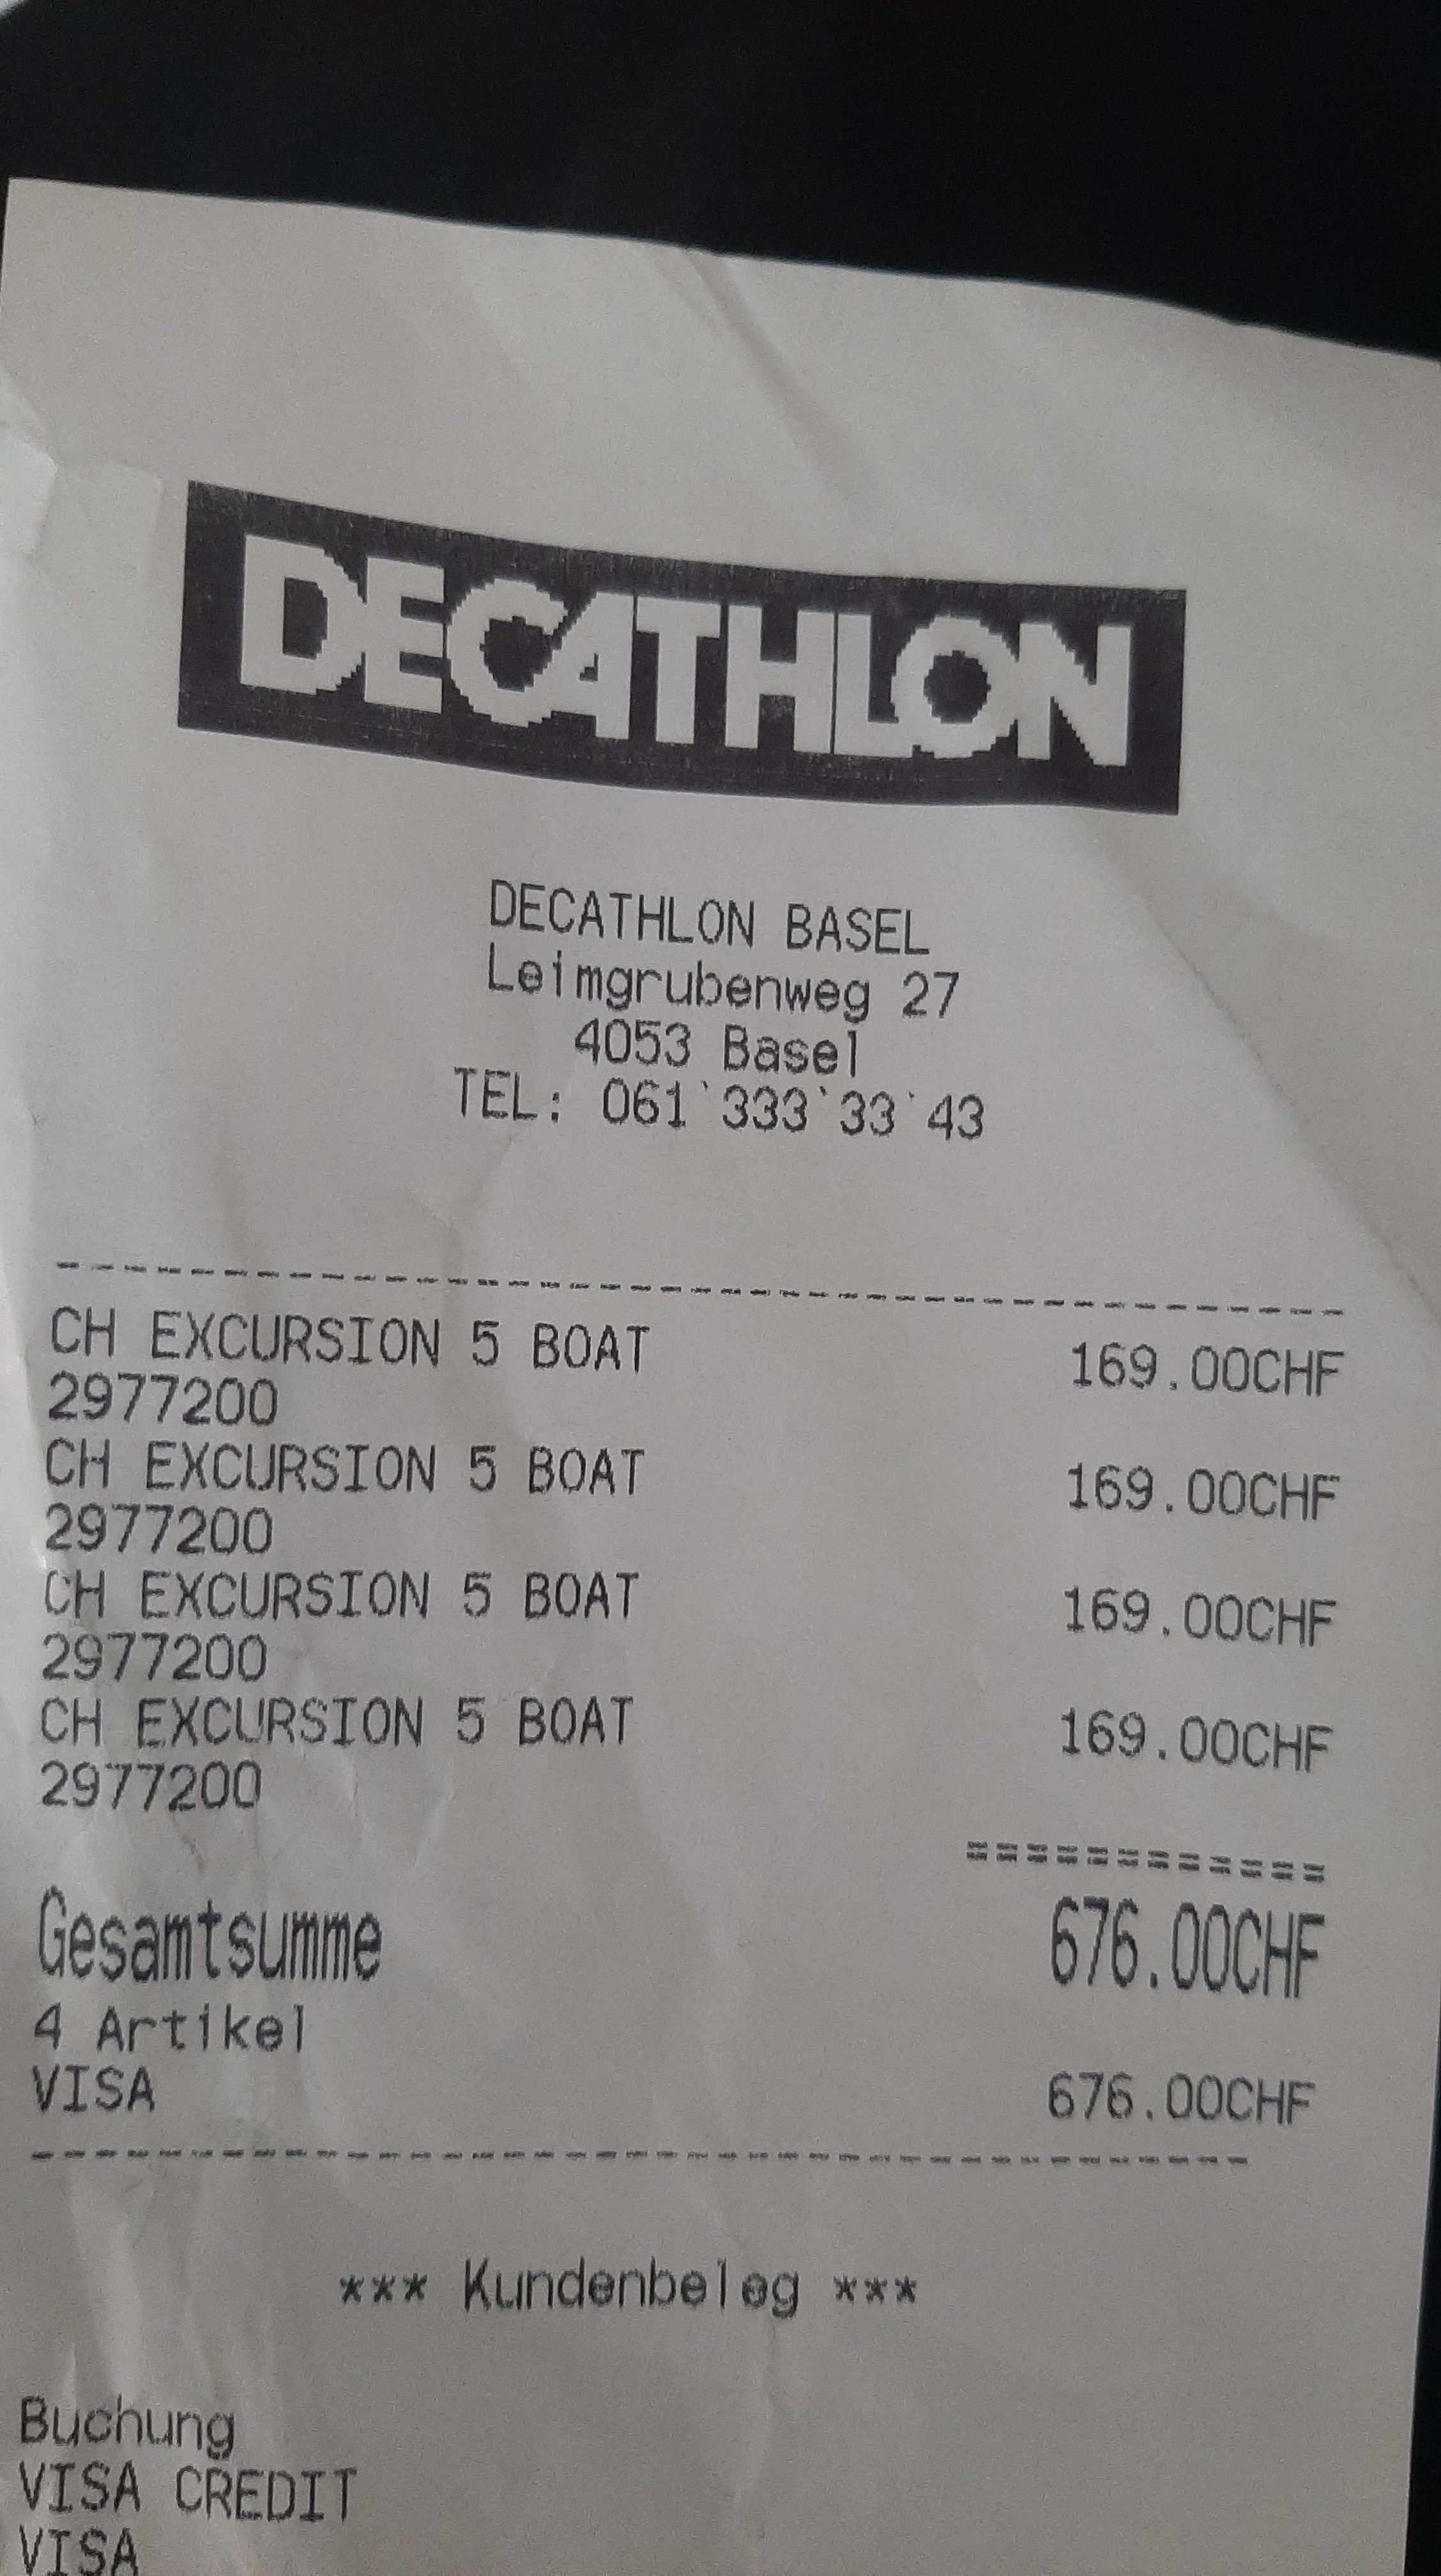 DECATHLON
DECATHLON BASEL
Leimgrubenweg 27
4053 Basel
TEL: 061`333`33`43
--------------------------------------
CH EXCURSION 5 BOAT 169.00CHF
2977200
CH EXCURSION 5 BOAT 169.00CHF
2977200
CH EXCURSION 5 BOAT 169.00CHF
2977200
CH EXCURSION 5 BOAT 169.00CHF
2977200
============
Gesamtsumme 676.00CHF
4 Artikel
VISA 676.00CHF
--------------------------------------
*** Kundenbeleg ***
Buchung
VISA CREDIT
VISA